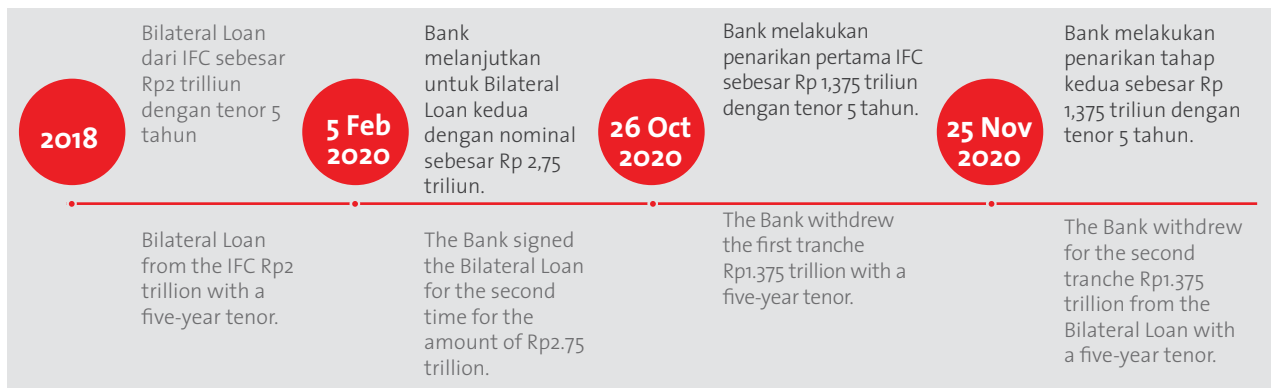 2018
Bilateral Loan
dari IFC sebesar
Rp2 trilliun
dengan tenor 5
tahun
Bilateral Loan
from the IFC Rp2
trillion with a
five-year tenor.
5 Feb
2020
Bank
melanjutkan
untuk Bilateral
Loan kedua
dengan nominal
sebesar Rp 2,75
triliun.
The Bank signed
the Bilateral Loan
for the second
time for the
amount of Rp2.75
trillion.
26 Oct
2020
Bank melakukan
penarikan pertama IFC
sebesar Rp 1,375 triliun
dengan tenor 5 tahun.
The Bank withdrew
the first tranche
Rp1.375 trillion with a
five-year tenor.
25 Nov
2020
Bank melakukan
penarikan tahap
kedua sebesar Rp
1,375 triliun dengan
tenor 5 tahun.
The Bank withdrew
for the second
tranche Rp1.375
trillion from the
Bilateral Loan with
a five-year tenor.